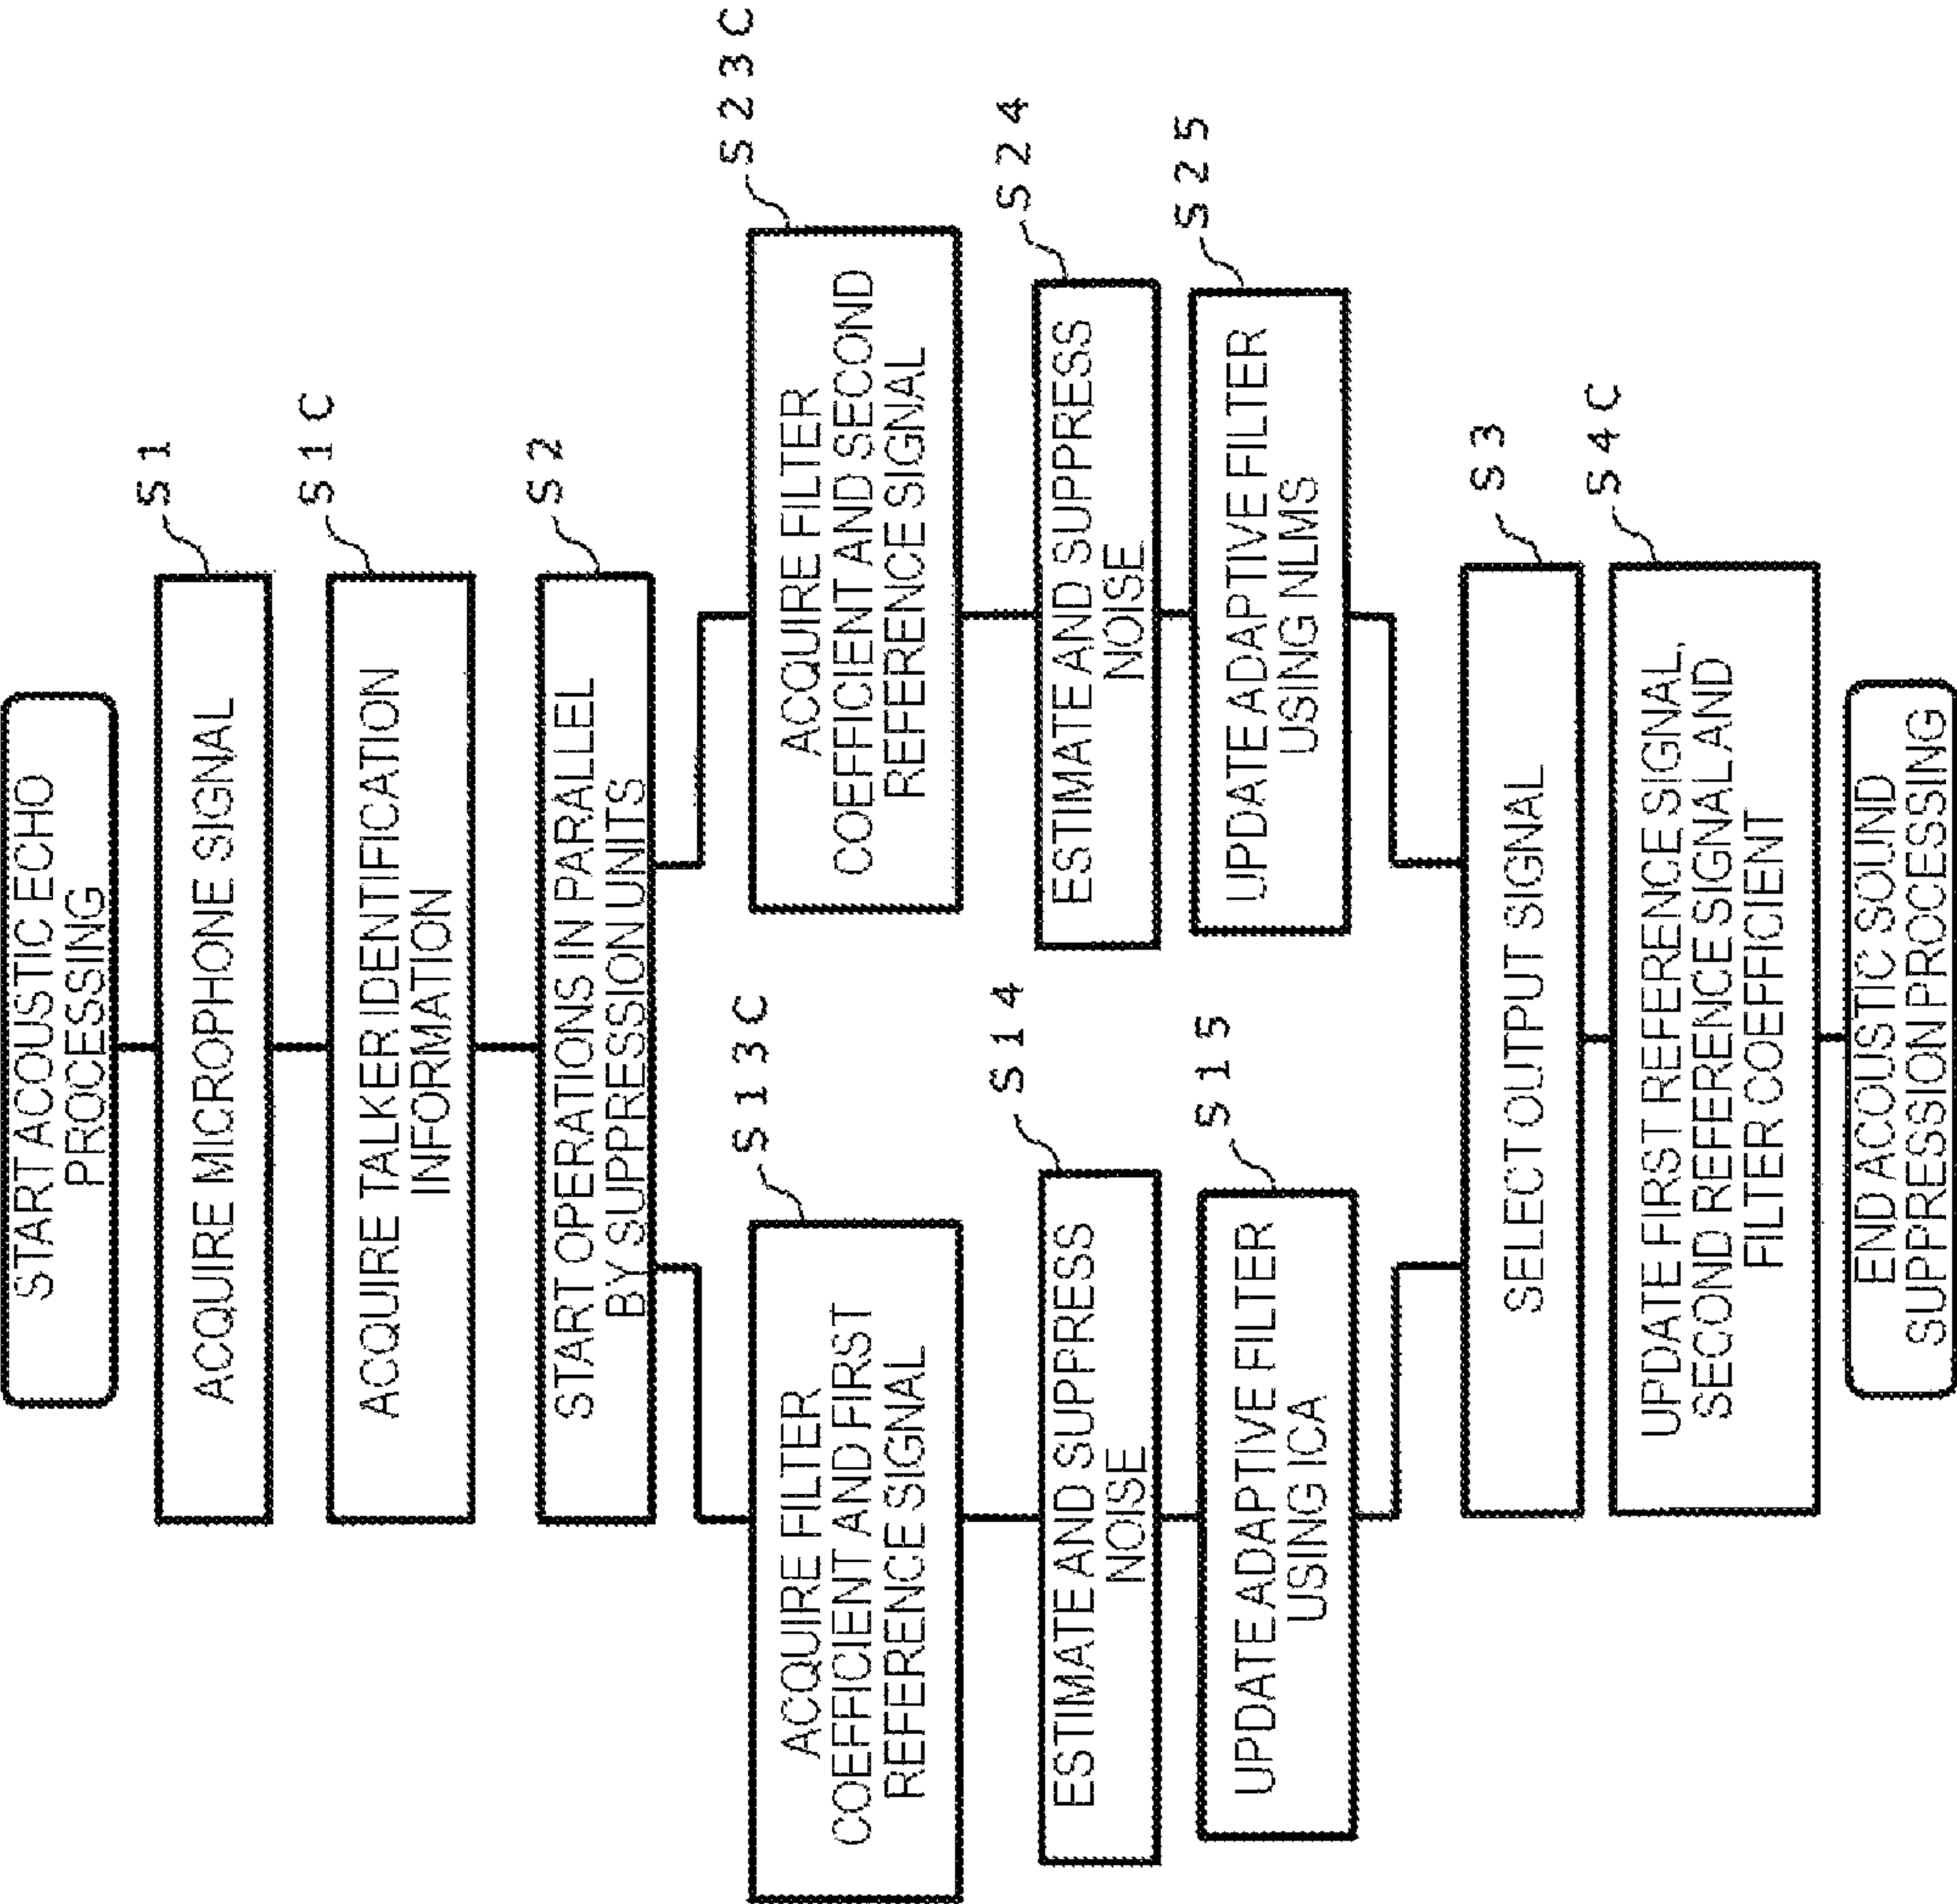 START ACOUSTIC ECHO
PROCESSING
S1
ACQUIRE MICROPHONE SIGNAL
S1C
ACQUIRE TALKER IDENTIFICATION
INFORMATION
S2
START OPERATIONS IN PARALLEL
BY SUPPRESSION UNITS
S13C
ACQUIRE FILTER
COEFFICIENT AND FIRST
REFERENCE SIGNAL
S14
ESTIMATE AND SUPPRESS
NOISE
S15
UPDATE ADAPTIVE FILTER
USING ICA
S23C
ACQUIRE FILTER
COEFFICIENT AND SECOND
REFERENCE SIGNAL
S24
ESTIMATE AND SUPPRESS
NOISE
S25
UPDATE ADAPTIVE FILTER
USING NLMS
S3
SELECT OUTPUT SIGNAL
S4C
UPDATE FIRST REFERENCE SIGNAL,
SECOND REFERENCE SIGNAL AND
FILTER COEFFICIENT
END ACOUSTIC SOUND
SUPPRESSION PROCESSING